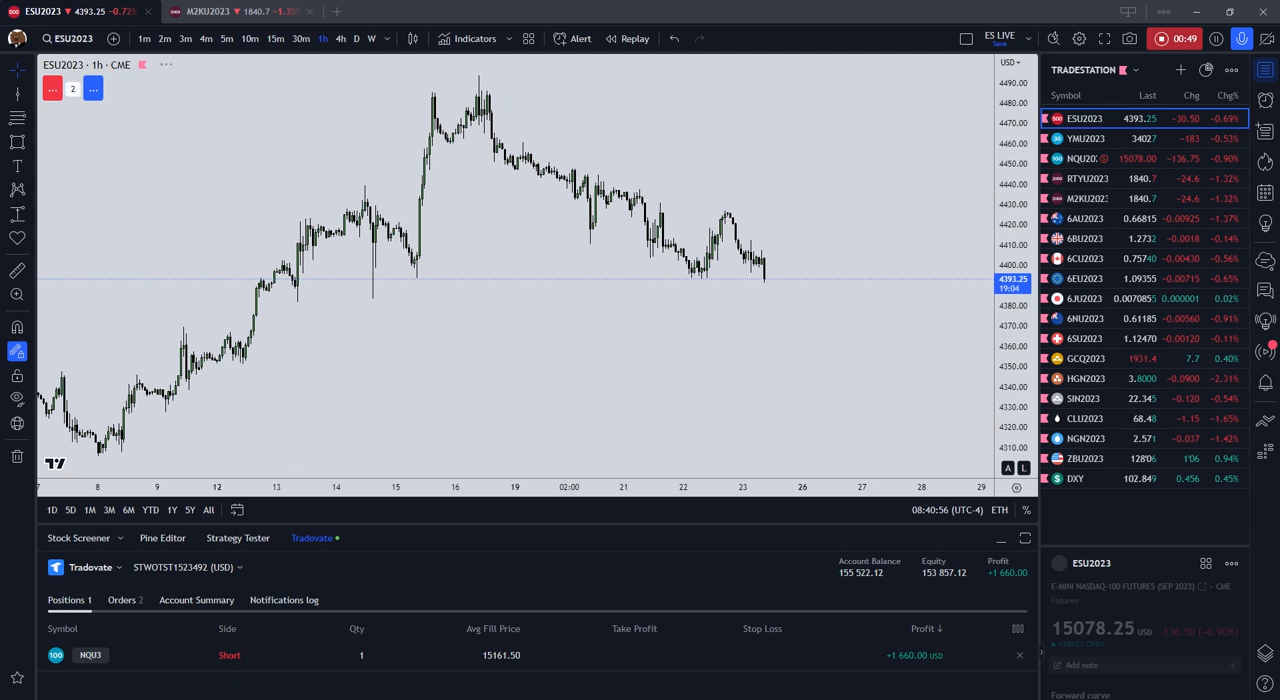 ESU2023 ▼ 4393.25 −0.72%
M2KU2023 ▼ 1840.7 −1.35%
ESU2023
1m 2m 3m 4m 5m 10m 15m 30m 1h 4h D W
Indicators
Alert
Replay
ES LIVE
Save
00:49
ESU2023 · 1h · CME
2
USD
4490.00
4480.00
4470.00
4460.00
4450.00
4440.00
4430.00
4420.00
4410.00
4400.00
4393.25
19:04
4380.00
4370.00
4360.00
4350.00
4340.00
4330.00
4320.00
4310.00
A L
7 8 9 12 13 14 15 16 19 02:00 21 22 23 26 27 28 29
1D 5D 1M 3M 6M YTD 1Y 5Y All
08:40:56 (UTC-4) ETH %
TRADESTATION
Symbol Last Chg Chg%
ESU2023 4393.25 −30.50 −0.69%
YMU2023 34027 −183 −0.53%
NQU20 15078.00 −136.75 −0.90%
RTYU2023 1840.7 −24.6 −1.32%
M2KU2023 1840.7 −24.6 −1.32%
6AU2023 0.66815 −0.00925 −1.37%
6BU2023 1.2732 −0.0018 −0.14%
6CU2023 0.75740 −0.00430 −0.56%
6EU2023 1.09355 −0.00715 −0.65%
6JU2023 0.0070855 0.000001 0.02%
6NU2023 0.61185 −0.00560 −0.91%
6SU2023 1.12470 −0.00120 −0.11%
GCQ2023 1931.4 7.7 0.40%
HGN2023 3.8000 −0.0900 −2.31%
SIN2023 22.345 −0.120 −0.54%
CLU2023 68.48 −1.15 −1.65%
NGN2023 2.571 −0.037 −1.42%
ZBU2023 128'06 1'06 0.94%
DXY 102.849 0.456 0.45%
Stock Screener Pine Editor Strategy Tester Tradovate
Tradovate STWOTST1523492 (USD)
Account Balance Equity Profit
155 522.12 153 857.12 +1 660.00
Positions 1 Orders 2 Account Summary Notifications log
Symbol Side Qty Avg Fill Price Take Profit Stop Loss Profit ↓
100 NQU3 Short 1 15161.50 +1 660.00 USD
ESU2023
E-MINI NASDAQ-100 FUTURES (SEP 2023) · CME
Futures
15078.25 USD −136.50 (−0.90%)
MARKET OPEN
Add note
Forward curve